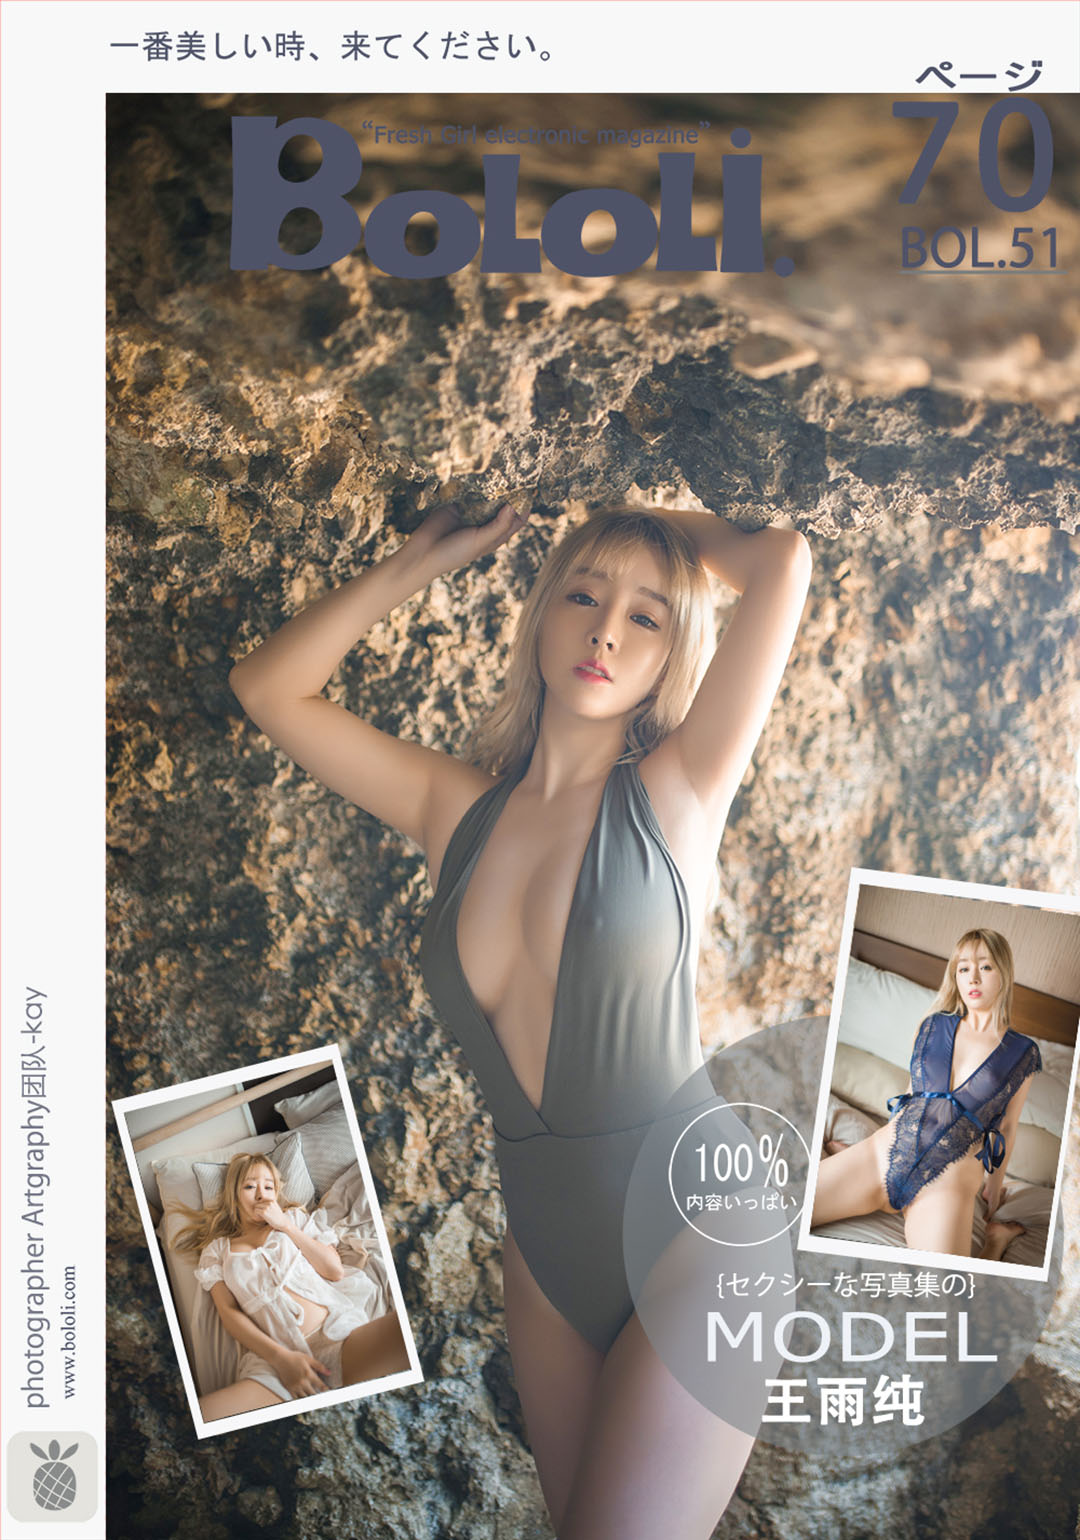 一番美しい時、来てください。
ページ
70
BOL.51
“Fresh Girl electronic magazine”
BOLOLi.
100%
内容いっぱい
{セクシーな写真集の}
MODEL
王雨纯
photographer Artgraphy团队-kay
www.bololi.com